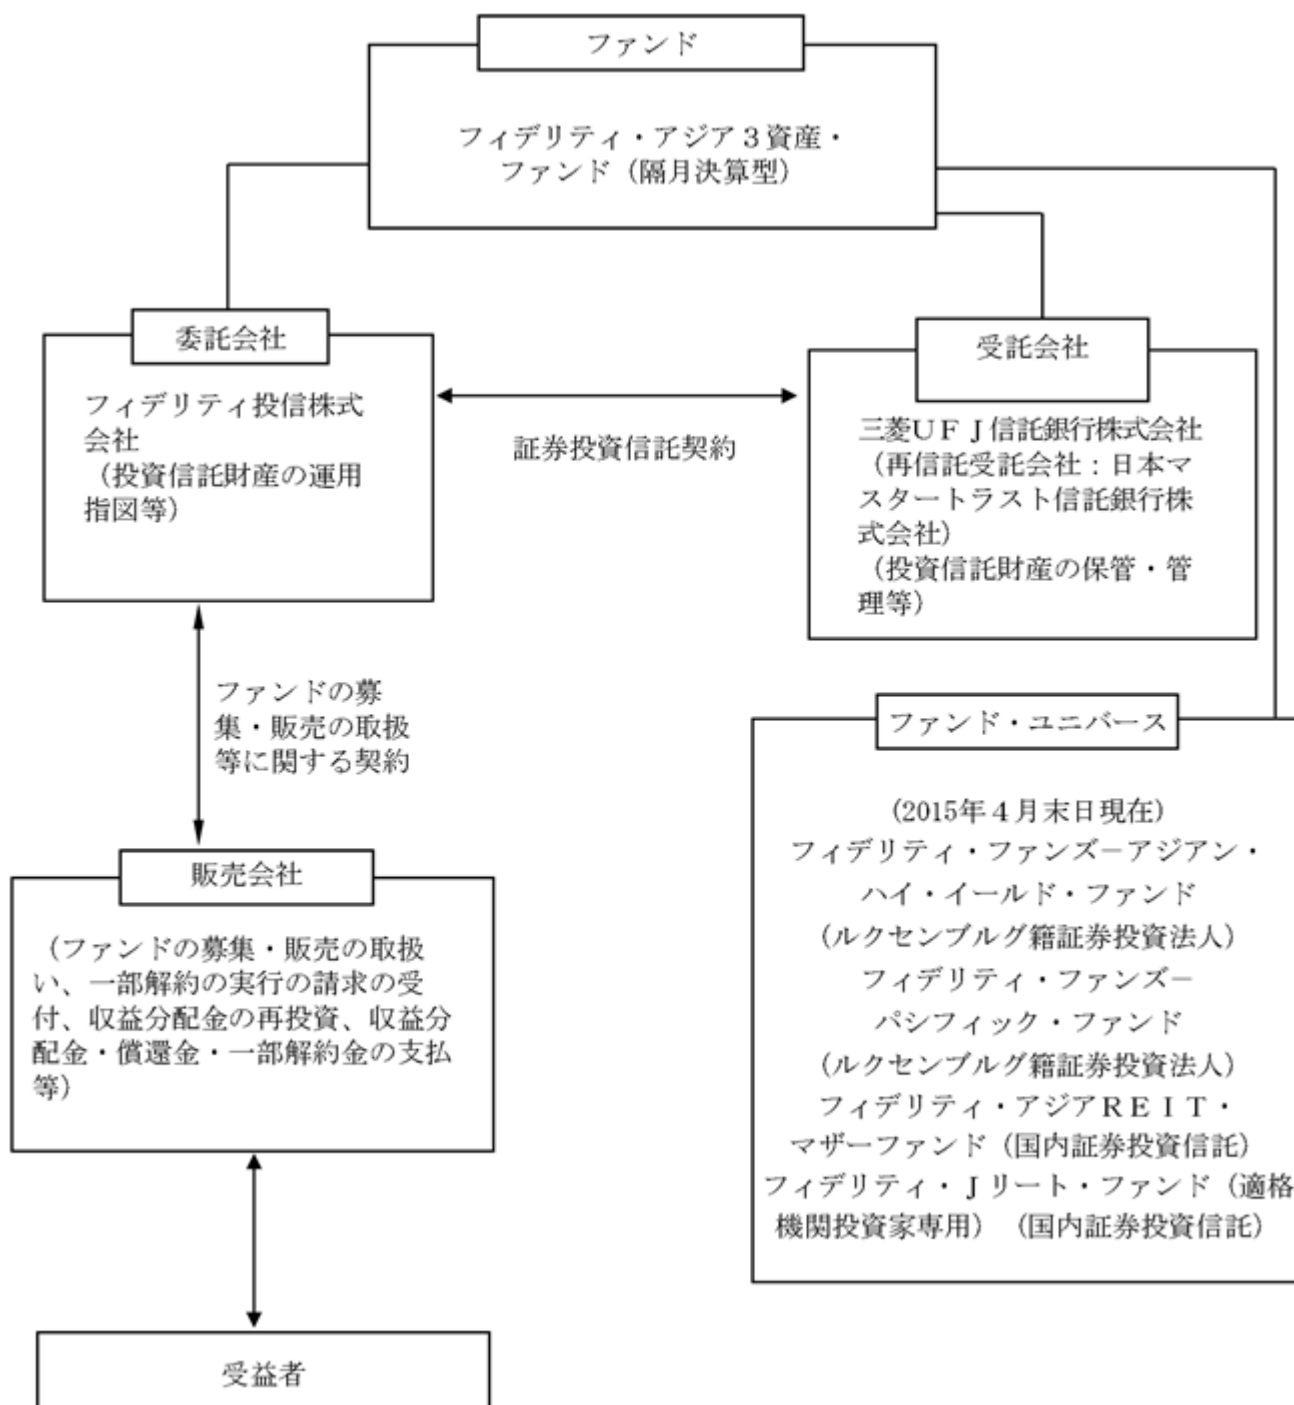 ファンド
フィデリティ・アジア３資産・
ファンド（隔月決算型）
委託会社
フィデリティ投信株式
会社
（投資信託財産の運用
指図等）
証券投資信託契約
受託会社
三菱ＵＦＪ信託銀行株式会社
（再信託受託会社：日本マ
スタートラスト信託銀行株
式会社）
（投資信託財産の保管・管
理等）
ファンドの募
集・販売の取扱
等に関する契約
ファンド・ユニバース
(2015年４月末日現在)
フィデリティ・ファンズ－アジアン・
ハイ・イールド・ファンド
（ルクセンブルグ籍証券投資法人）
フィデリティ・ファンズ－
パシフィック・ファンド
（ルクセンブルグ籍証券投資法人）
フィデリティ・アジアＲＥＩＴ・
マザーファンド（国内証券投資信託）
フィデリティ・Ｊリート・ファンド（適格
機関投資家専用）（国内証券投資信託）
販売会社
（ファンドの募集・販売の取扱
い、一部解約の実行の請求の受
付、収益分配金の再投資、収益分
配金・償還金・一部解約金の支払
等）
受益者